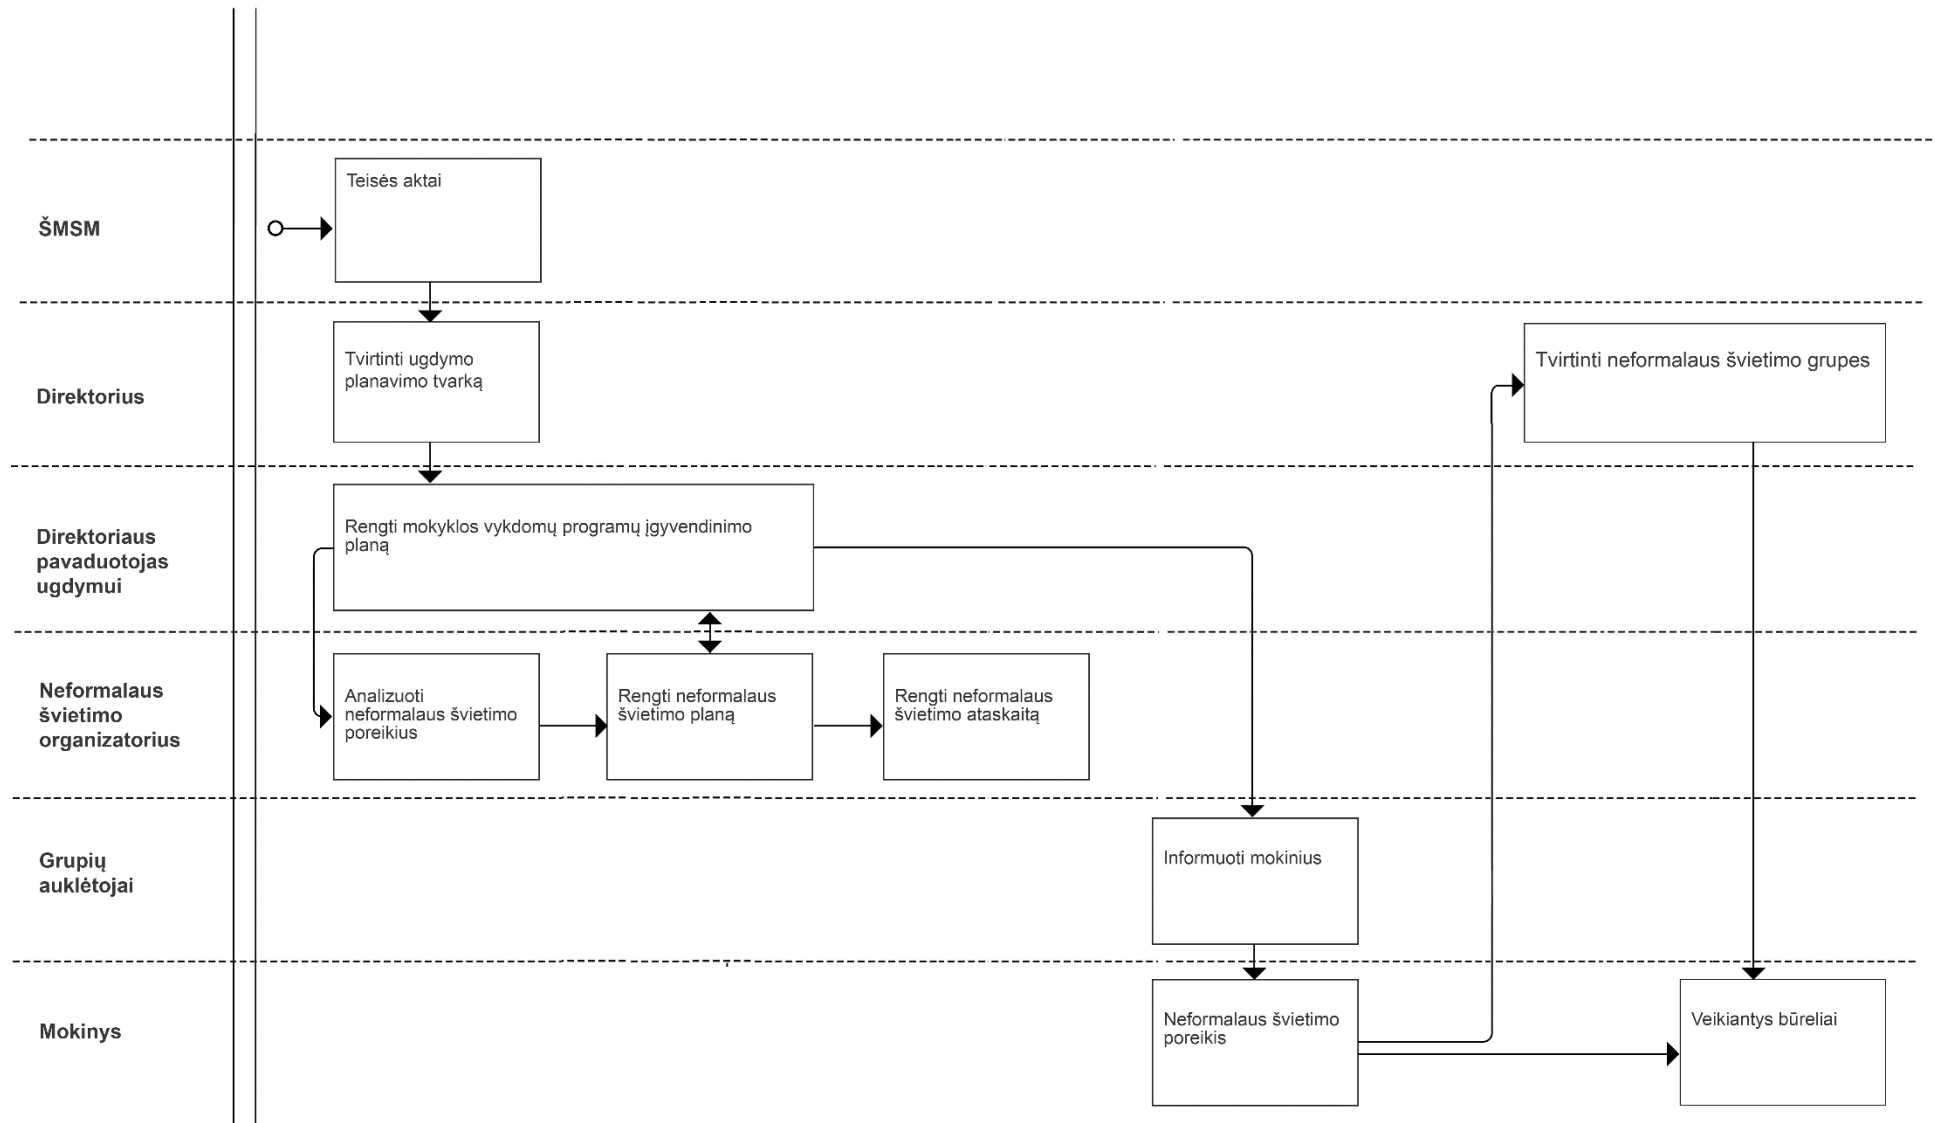 ŠMSM
Teisės aktai
Direktorius
Tvirtinti ugdymo
planavimo tvarką
Tvirtinti neformalaus švietimo grupes
Direktoriaus
pavaduotojas
ugdymui
Rengti mokyklos vykdomų programų įgyvendinimo
planą
Neformalaus
švietimo
organizatorius
Analizuoti
neformalaus švietimo
poreikius
Rengti neformalaus
švietimo planą
Rengti neformalaus
švietimo ataskaitą
Grupių
auklėtojai
Informuoti mokinius
Mokinys
Neformalaus švietimo
poreikis
Veikiantys būreliai